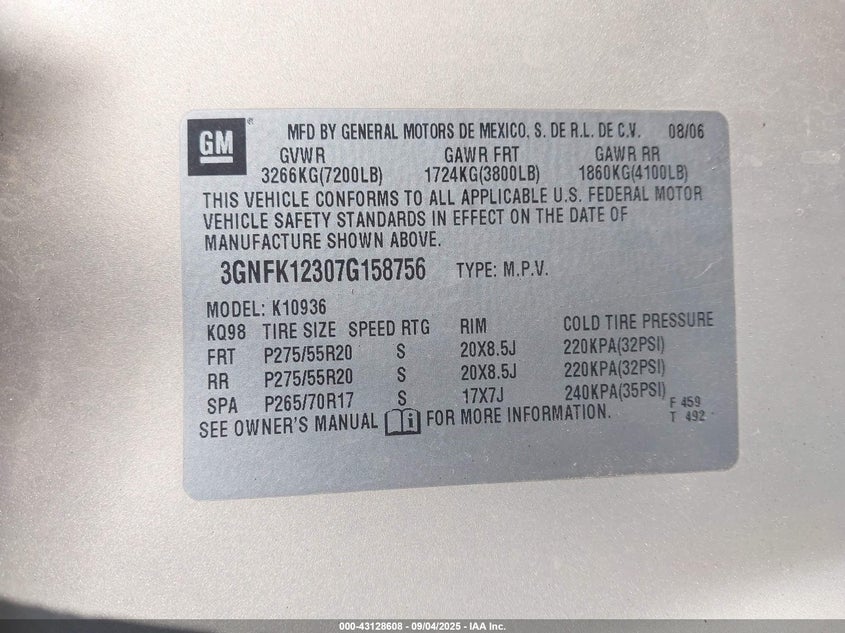 GM ® MFD BY GENERAL MOTORS DE MEXICO, S. DE R.L. DE C.V. 08/06
GVWR GAWR FRT GAWR RR
3266KG(7200LB) 1724KG(3800LB) 1860KG(4100LB)
THIS VEHICLE CONFORMS TO ALL APPLICABLE U.S. FEDERAL MOTOR
VEHICLE SAFETY STANDARDS IN EFFECT ON THE DATE OF
MANUFACTURE SHOWN ABOVE.
3GNFK12307G158756 TYPE: M.P.V.
MODEL: K10936
KQ98 TIRE SIZE SPEED RTG RIM COLD TIRE PRESSURE
FRT P275/55R20 S 20X8.5J 220KPA(32PSI)
RR P275/55R20 S 20X8.5J 220KPA(32PSI)
SPA P265/70R17 S 17X7J 240KPA(35PSI)
SEE OWNER'S MANUAL i FOR MORE INFORMATION.
F 459
T 492
000-43128608 - 09/04/2025 - IAA Inc.